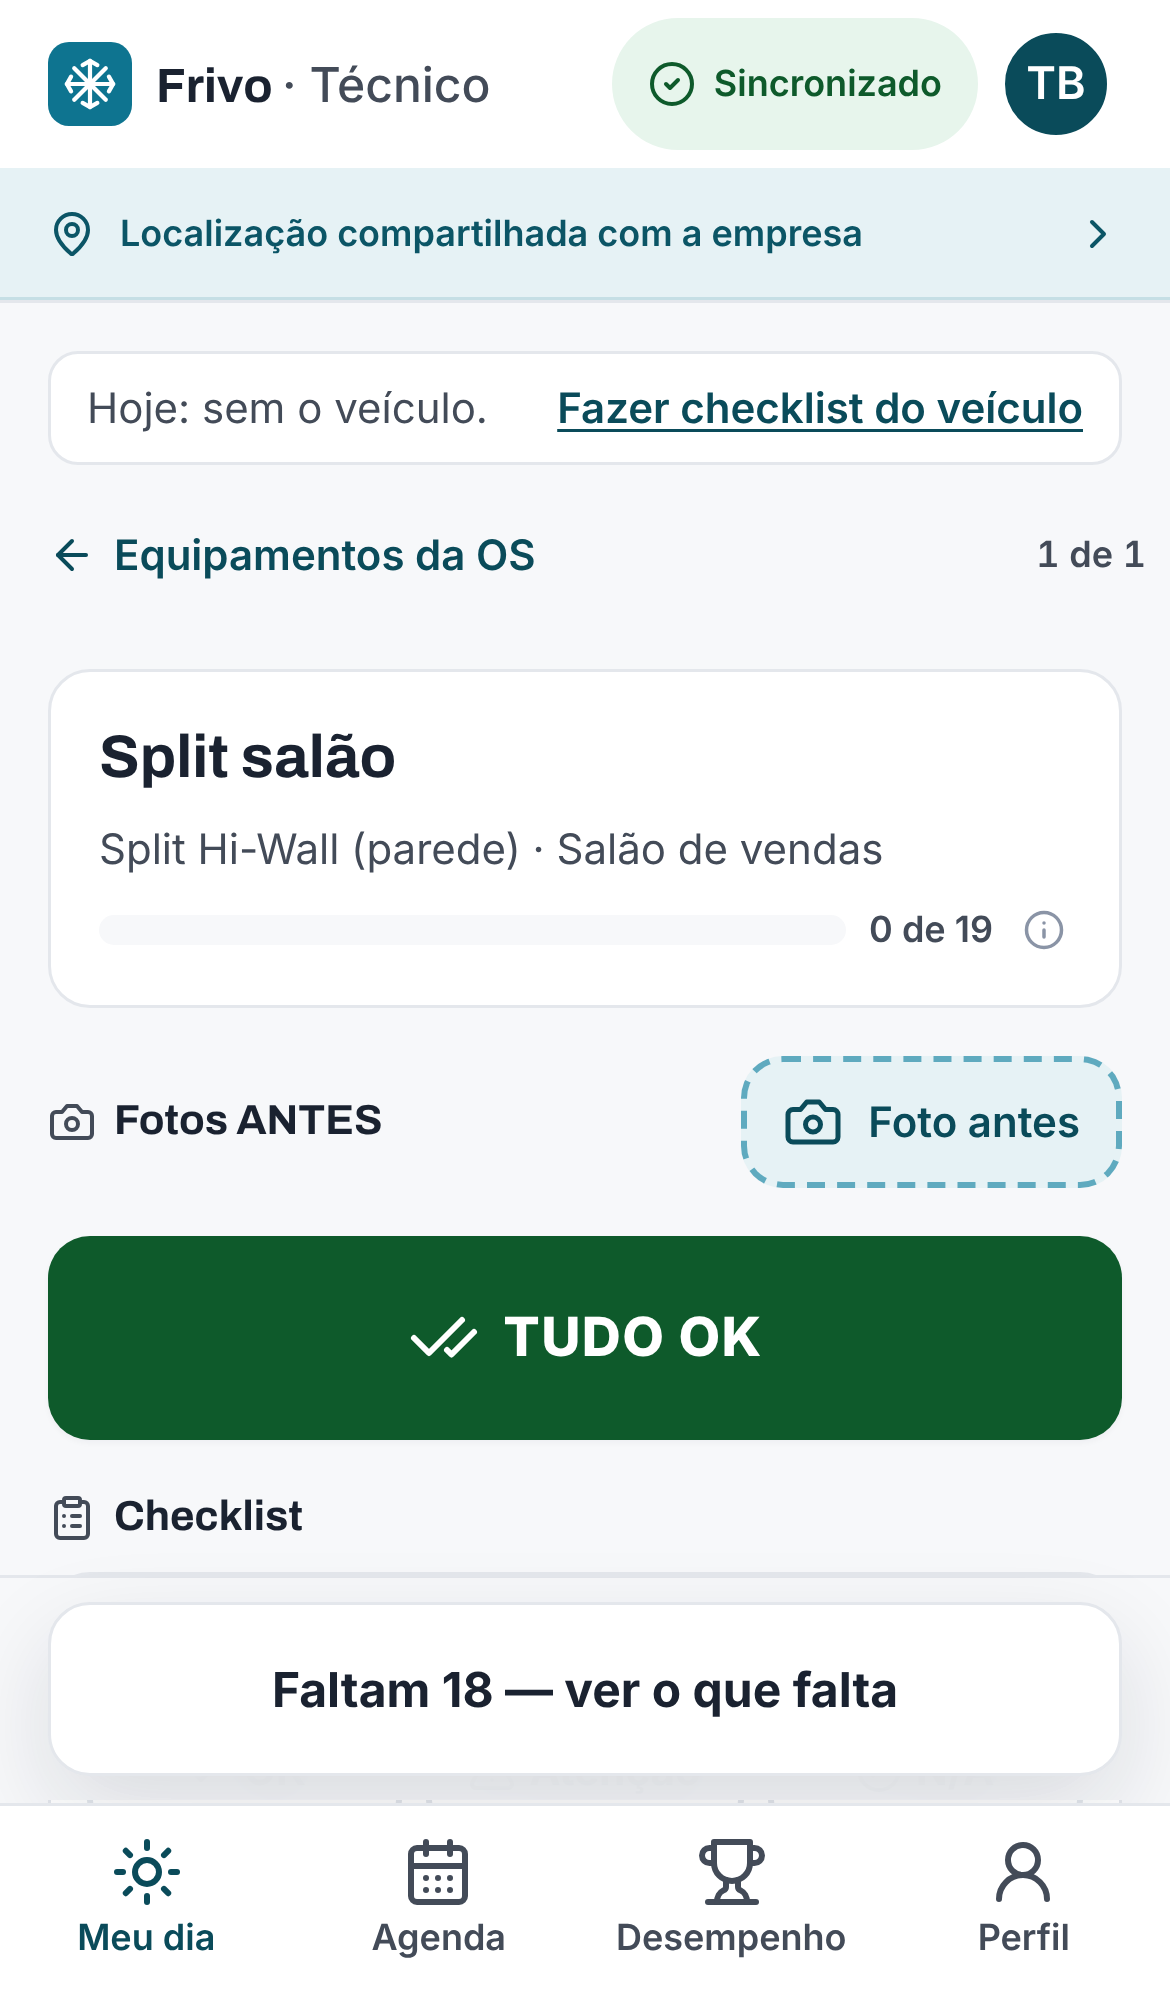 Frivo · Técnico
Sincronizado
TB
Localização compartilhada com a empresa
Hoje: sem o veículo.
Fazer checklist do veículo
Equipamentos da OS
1 de 1
Split salão
Split Hi-Wall (parede) · Salão de vendas
0 de 19
Fotos ANTES
Foto antes
TUDO OK
Checklist
Faltam 18 — ver o que falta
Meu dia
Agenda
Desempenho
Perfil